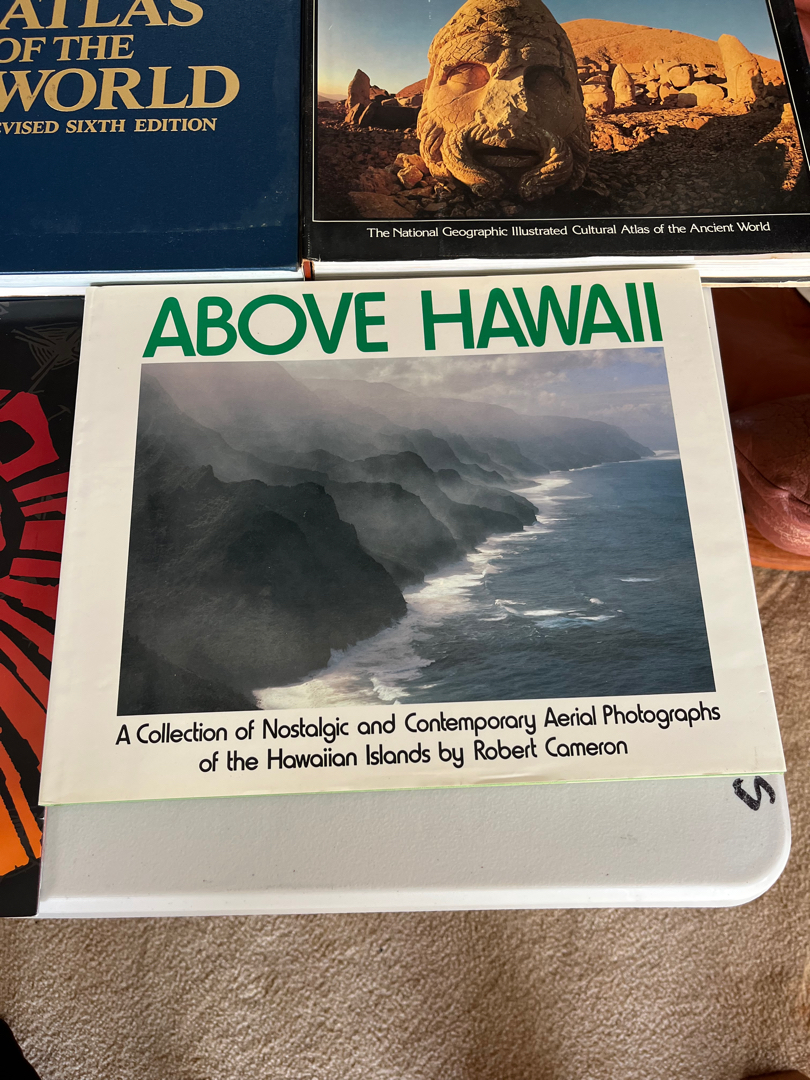 ATLAS
OF THE
WORLD
EVISED SIXTH EDITION
The National Geographic Illustrated Cultural Atlas of the Ancient World
ABOVE HAWAII
A Collection of Nostalgic and Contemporary Aerial Photographs
of the Hawaiian Islands by Robert Cameron